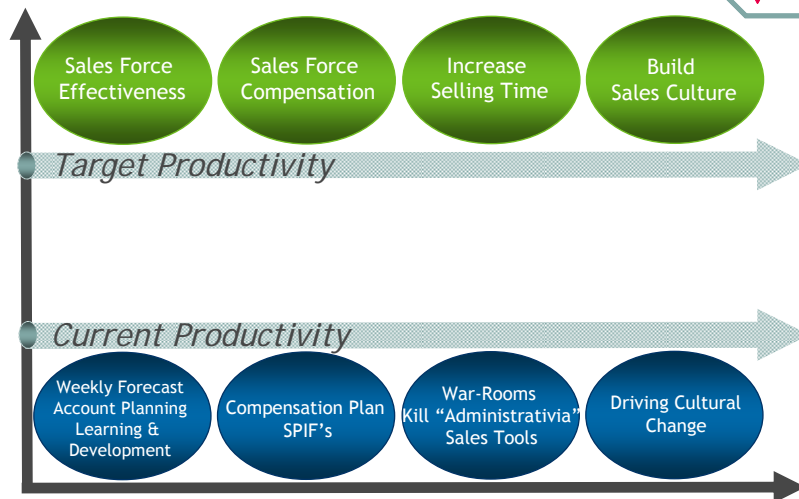 Sales Force
Effectiveness
Sales Force
Compensation
Increase
Selling Time
Build
Sales Culture
Target Productivity
Current Productivity
Weekly Forecast
Account Planning
Learning &
Development
Compensation Plan
SPIF's
War-Rooms
Kill “Administrativia”
Sales Tools
Driving Cultural
Change